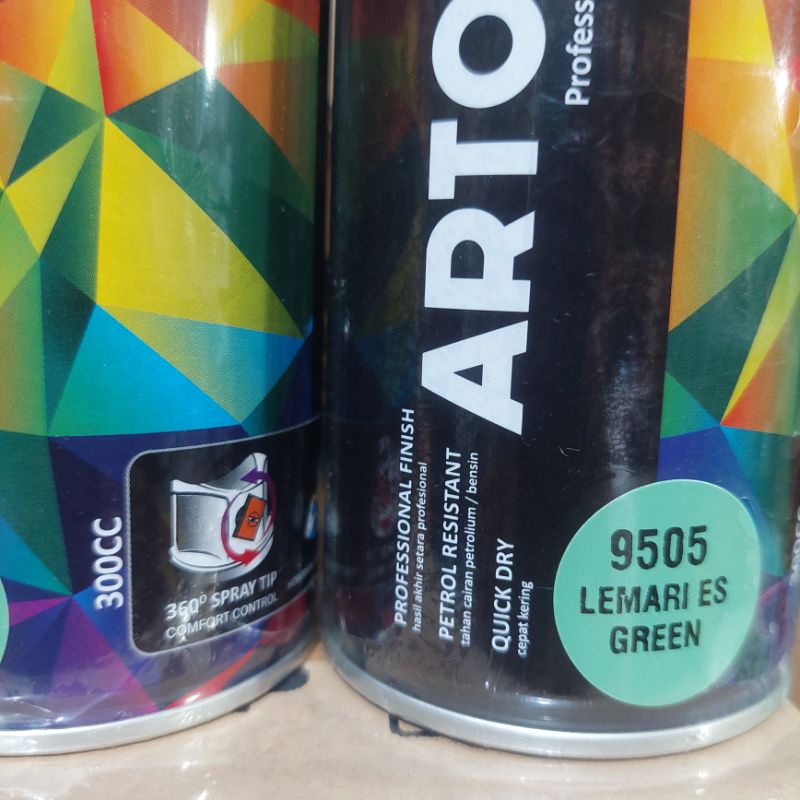 300CC
360º SPRAY TIP
COMFORT CONTROL
ARTO
Profess
PROFESSIONAL FINISH
hasil akhir setara profesional
PETROL RESISTANT
tahan cairan petrolium / bensin
QUICK DRY
cepat kering
9505
LEMARI ES
GREEN